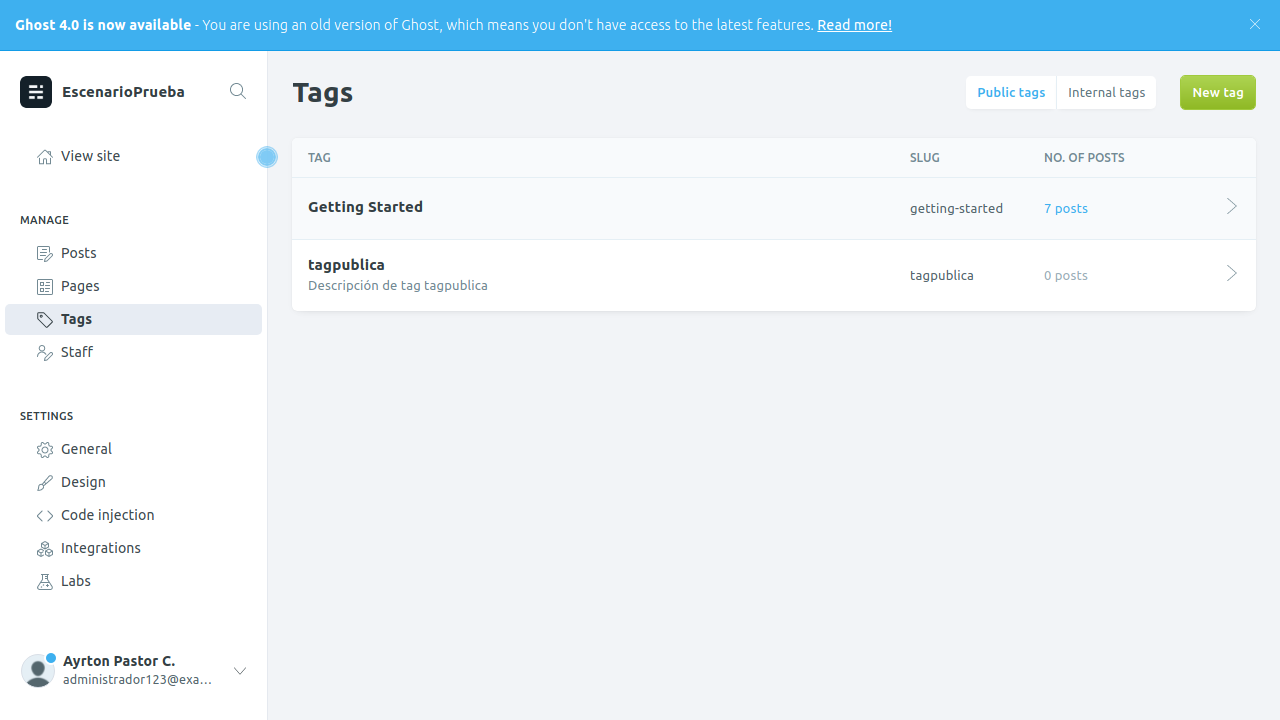 Ghost 4.0 is now available - You are using an old version of Ghost, which means you don't have access to the latest features. Read more!
EscenarioPrueba
View site
MANAGE
Posts
Pages
Tags
Staff
SETTINGS
General
Design
Code injection
Integrations
Labs
Ayrton Pastor C.
administrador123@exa...
Tags
Public tags
Internal tags
New tag
TAG SLUG NO. OF POSTS
Getting Started getting-started 7 posts
tagpublica tagpublica 0 posts
Descripción de tag tagpublica